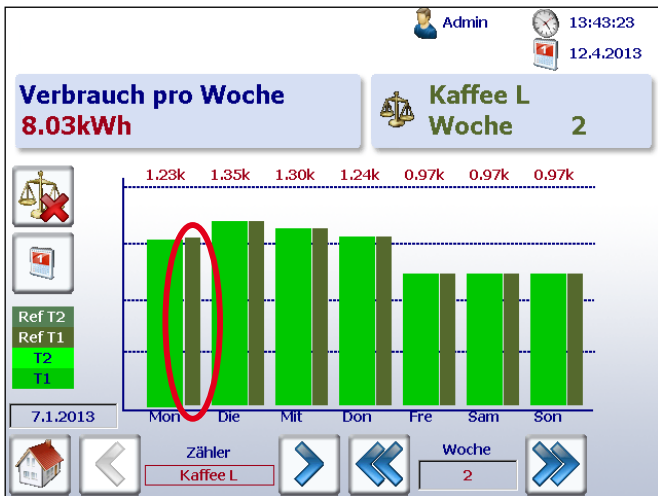 Admin
13:43:23
1
12.4.2013
Verbrauch pro Woche
8.03kWh
Kaffee L
Woche 2
1.23k 1.35k 1.30k 1.24k 0.97k 0.97k 0.97k
1
Ref T2
Ref T1
T2
T1
7.1.2013
Mon Die Mit Don Fre Sam Son
Zähler
Kaffee L
Woche
2